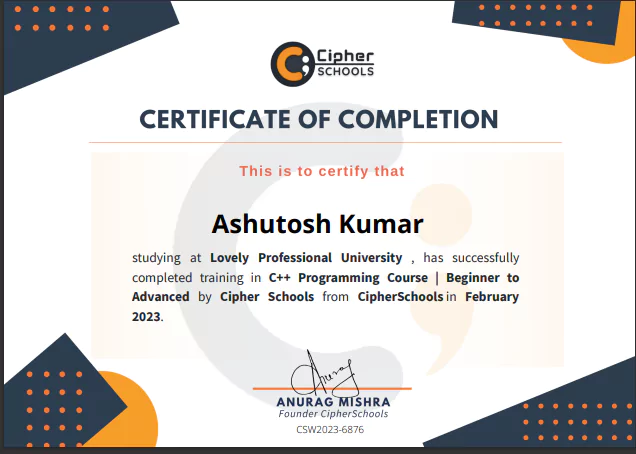 Cipher
SCHOOLS
CERTIFICATE OF COMPLETION
This is to certify that
Ashutosh Kumar
studying at Lovely Professional University , has successfully
completed training in C++ Programming Course | Beginner to
Advanced by Cipher Schools from CipherSchools in February
2023.
Anuraj
ANURAG MISHRA
Founder CipherSchools
CSW2023-6876